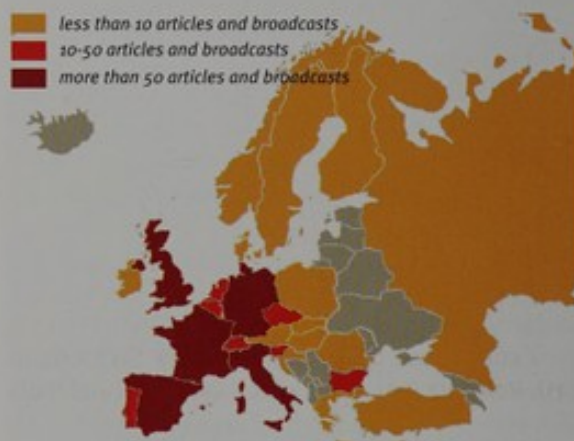 less than 10 articles and broadcasts
10-50 articles and broadcasts
more than 50 articles and broadcasts